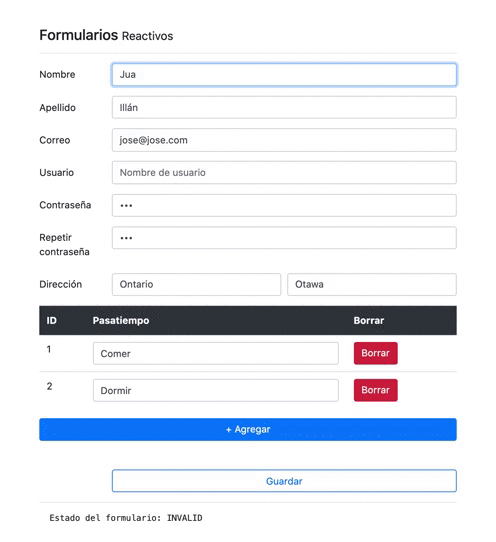 Formularios Reactivos
Nombre Jua
Apellido Illán
Correo jose@jose.com
Usuario Nombre de usuario
Contraseña •••
Repetir contraseña •••
Dirección Ontario Otawa
ID Pasatiempo Borrar
1 Comer Borrar
2 Dormir Borrar
+ Agregar
Guardar
Estado del formulario: INVALID